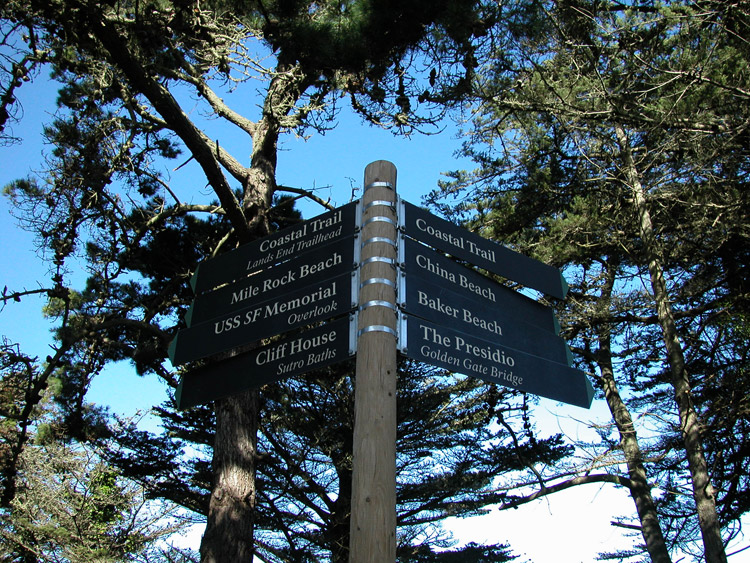 Coastal Trail
Lands End Trailhead
Mile Rock Beach
USS SF Memorial
Overlook
Cliff House
Sutro Baths
Coastal Trail
China Beach
Baker Beach
The Presidio
Golden Gate Bridge